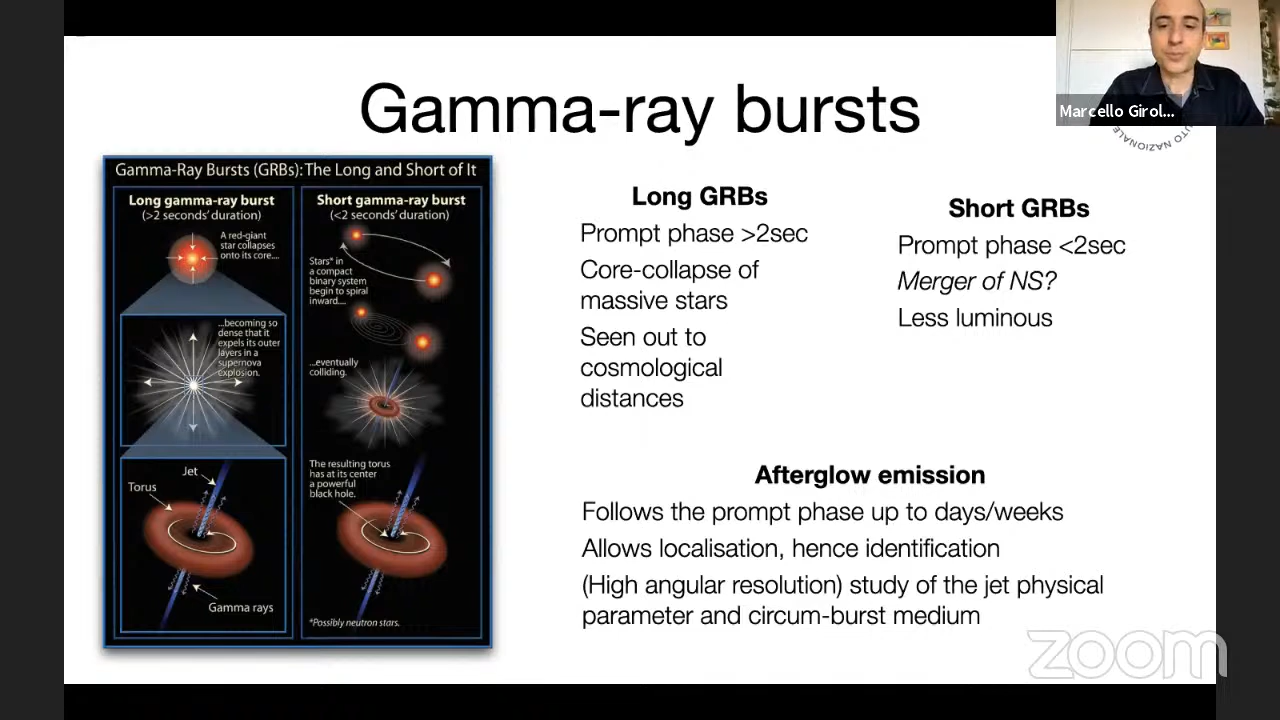 Gamma-ray bursts
Marcello Girol...
UTO NAZIONALE
Gamma-Ray Bursts (GRBs): The Long and Short of It
Long gamma-ray burst
(>2 seconds' duration)
A red-giant
star collapses
onto its core....
...becoming so
dense that it
expels its outer
layers in a
supernova
explosion.
Jet
Torus
Gamma rays
Short gamma-ray burst
(<2 seconds' duration)
Stars* in
a compact
binary system
begin to spiral
inward....
...eventually
colliding.
The resulting torus
has at its center
a powerful
black hole.
*Possibly neutron stars.
Long GRBs
Prompt phase >2sec
Core-collapse of
massive stars
Seen out to
cosmological
distances
Short GRBs
Prompt phase <2sec
Merger of NS?
Less luminous
Afterglow emission
Follows the prompt phase up to days/weeks
Allows localisation, hence identification
(High angular resolution) study of the jet physical
parameter and circum-burst medium
zoom